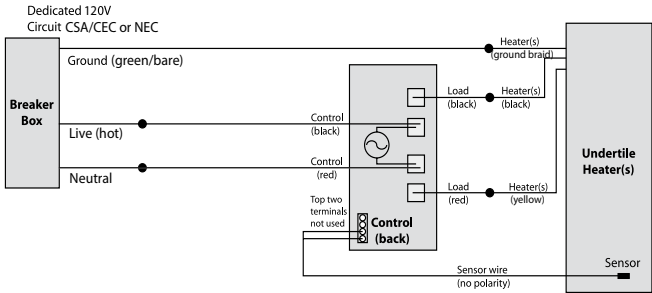 Dedicated 120V
Circuit CSA/CEC or NEC
Ground (green/bare)
Heater(s)
(ground braid)
Breaker
Box
Load
(black)
Heater(s)
(black)
Control
(black)
Live (hot)
Control
(red)
Neutral
Undertile
Heater(s)
Load
(red)
Heater(s)
(yellow)
Top two
terminals
not used
Control
(back)
Sensor
Sensor wire
(no polarity)